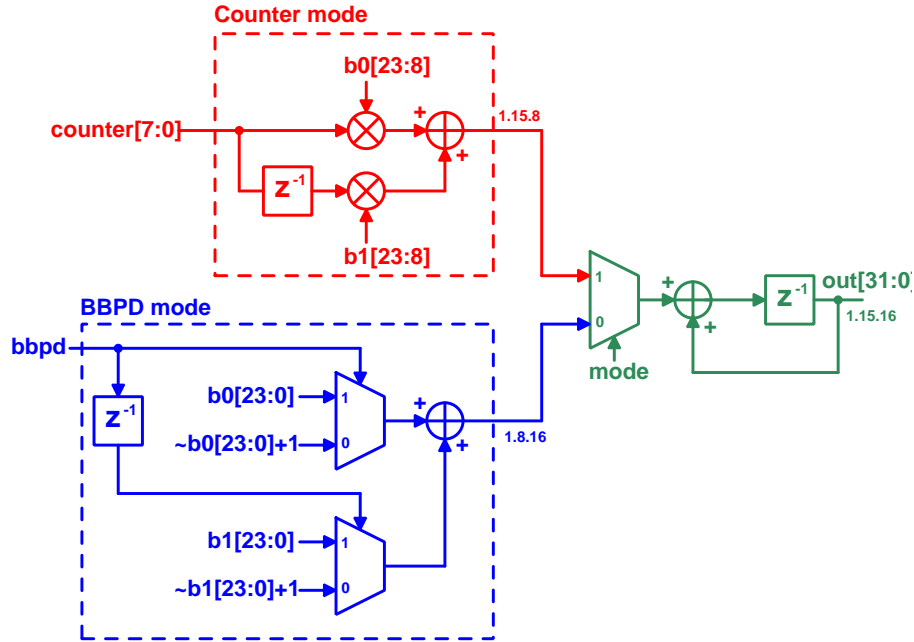 Counter mode
b0[23:8]
+
1.15.8
counter[7:0]
+
z -1
b1[23:8]
1
+
z -1
out[31:0]
1.15.16
+
0
mode
BBPD mode
bbpd
b0[23:0]
1
z -1
+
~b0[23:0]+1
0
+
1.8.16
b1[23:0]
1
~b1[23:0]+1
0